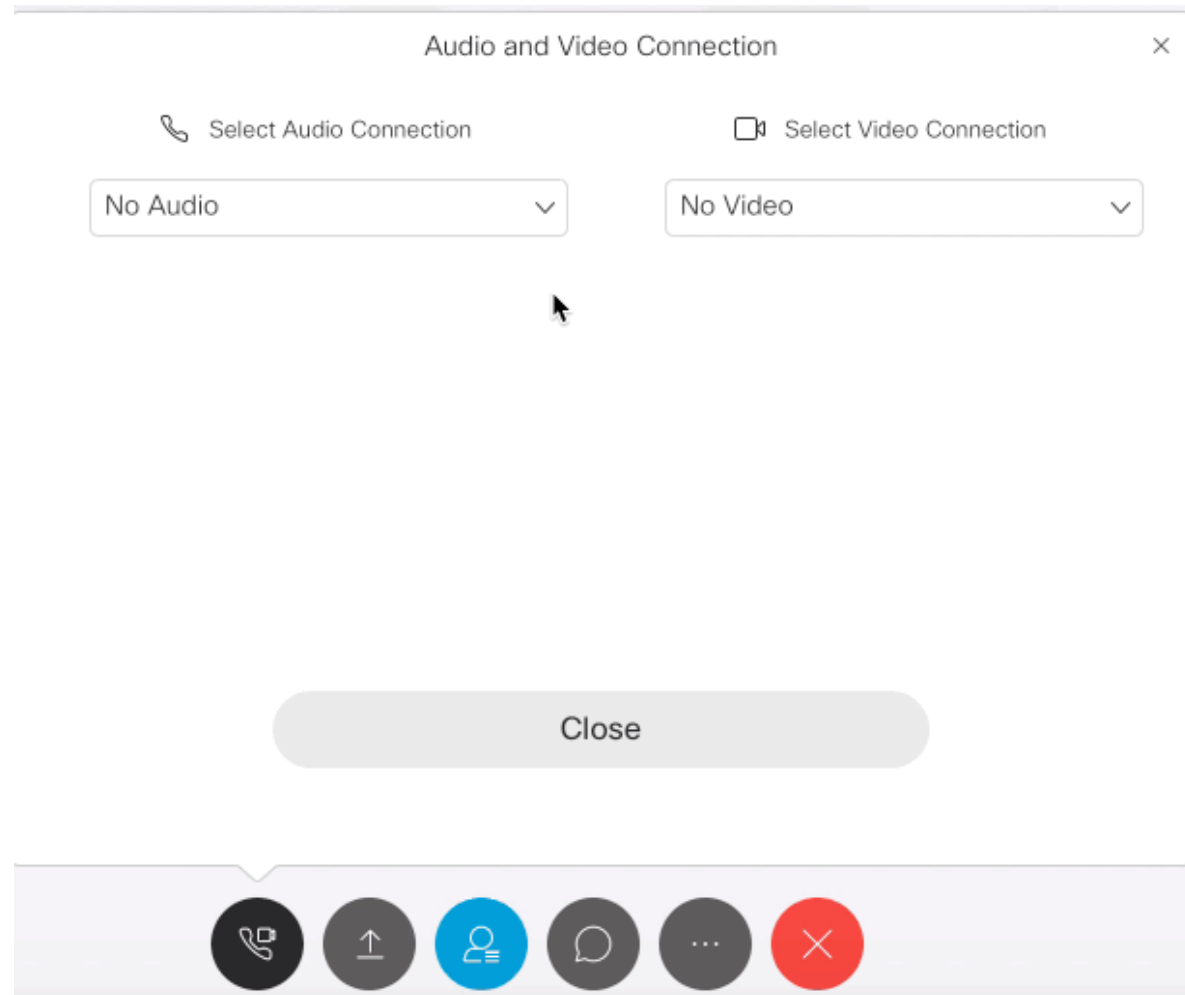 Audio and Video Connection
Select Audio Connection
Select Video Connection
No Audio
No Video
Close